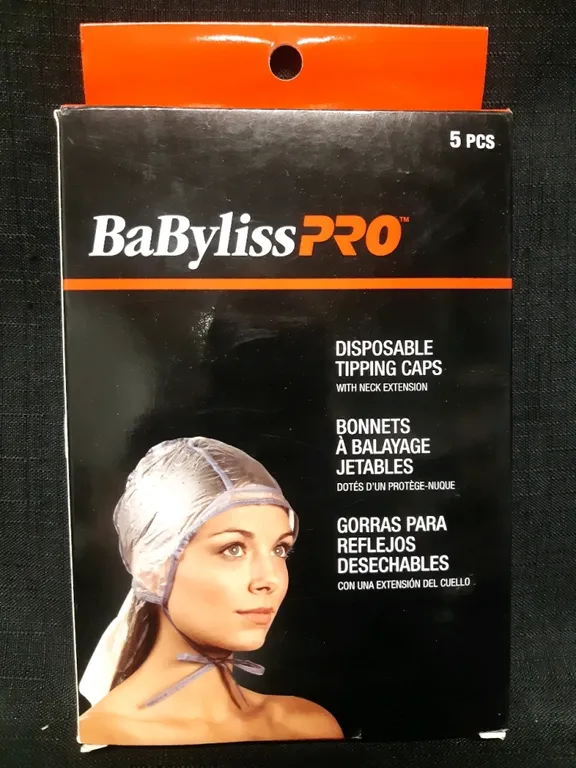 5 PCS
BaBylissPRO™
DISPOSABLE
TIPPING CAPS
WITH NECK EXTENSION
BONNETS
À BALAYAGE
JETABLES
DOTÉS D'UN PROTÈGE-NUQUE
GORRAS PARA
REFLEJOS
DESECHABLES
CON UNA EXTENSIÓN DEL CUELLO